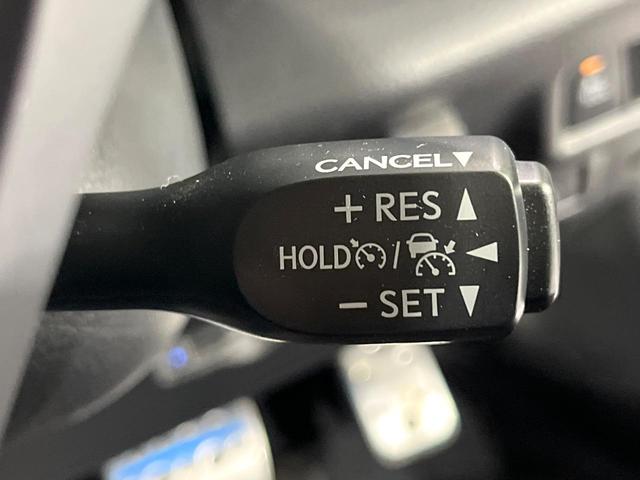 CANCEL▼
+ RES ▲
HOLD / ◀
− SET ▼